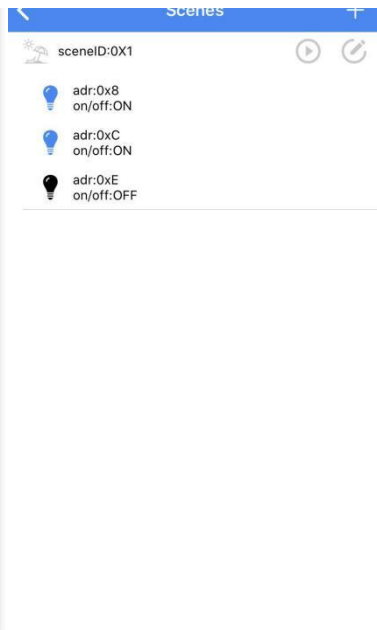 Scenes
sceneID:0X1
adr:0x8
on/off:ON
adr:0xC
on/off:ON
adr:0xE
on/off:OFF